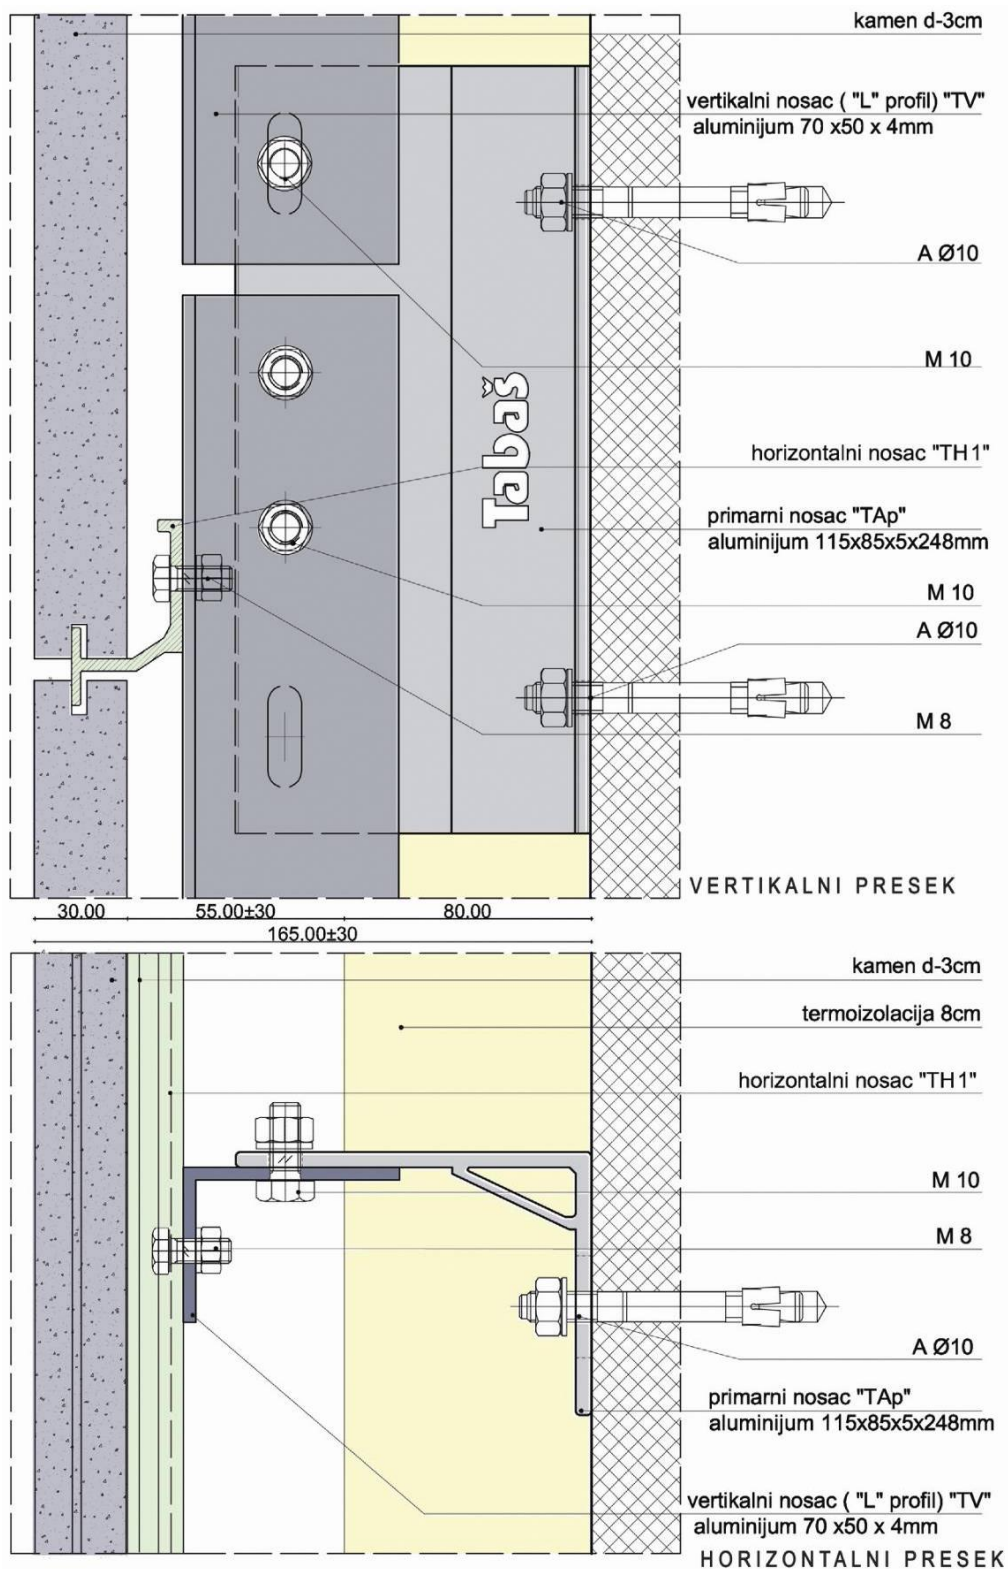 kamen d-3cm
vertikalni nosac ( "L" profil) "TV"
aluminijum 70 x50 x 4mm
A Ø10
M 10
Tabaš
horizontalni nosac "TH1"
primarni nosac "TAp"
aluminijum 115x85x5x248mm
M 10
A Ø10
M 8
VERTIKALNI PRESEK
30.00 55.00±30 80.00
165.00±30
kamen d-3cm
termoizolacija 8cm
horizontalni nosac "TH1"
M 10
M 8
A Ø10
primarni nosac "TAp"
aluminijum 115x85x5x248mm
vertikalni nosac ( "L" profil) "TV"
aluminijum 70 x50 x 4mm
HORIZONTALNI PRESEK